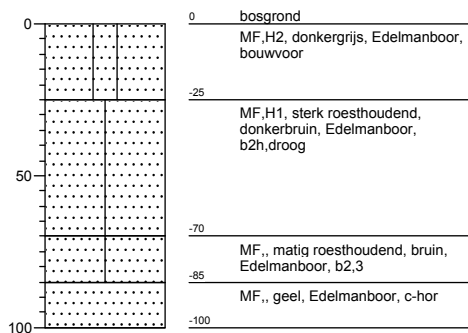 0
50
100
0
bosgrond
MF,H2, donkergrijs, Edelmanboor,
bouwvoor
-25
MF,H1, sterk roesthoudend,
donkerbruin, Edelmanboor,
b2h,droog
-70
MF,, matig roesthoudend, bruin,
Edelmanboor, b2,3
-85
MF,, geel, Edelmanboor, c-hor
-100